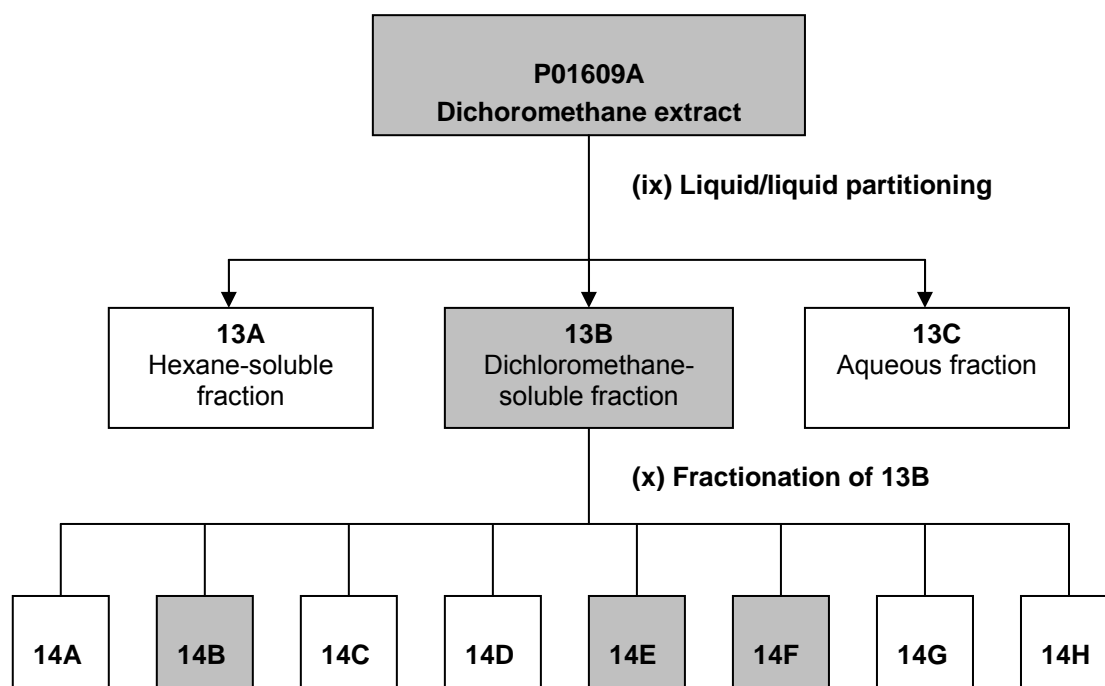 P01609A
Dichoromethane extract
(ix) Liquid/liquid partitioning
13A
Hexane-soluble
fraction
13B
Dichloromethane-
soluble fraction
13C
Aqueous fraction
(x) Fractionation of 13B
14A
14B
14C
14D
14E
14F
14G
14H